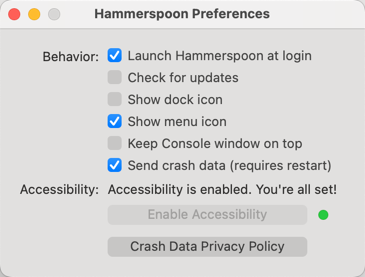 Hammerspoon Preferences
Behavior: Launch Hammerspoon at login
Check for updates
Show dock icon
Show menu icon
Keep Console window on top
Send crash data (requires restart)
Accessibility: Accessibility is enabled. You're all set!
Enable Accessibility
Crash Data Privacy Policy